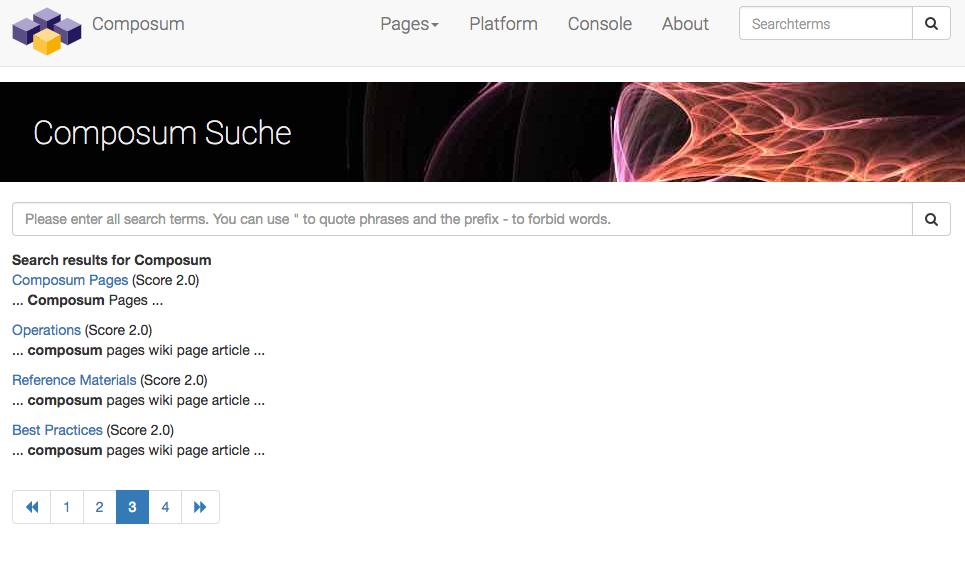 Composum Pages Platform Console About Searchterms
Composum Suche
Please enter all search terms. You can use " to quote phrases and the prefix - to forbid words.
Search results for Composum
Composum Pages (Score 2.0)
... Composum Pages ...
Operations (Score 2.0)
... composum pages wiki page article ...
Reference Materials (Score 2.0)
... composum pages wiki page article ...
Best Practices (Score 2.0)
... composum pages wiki page article ...
1 2 3 4